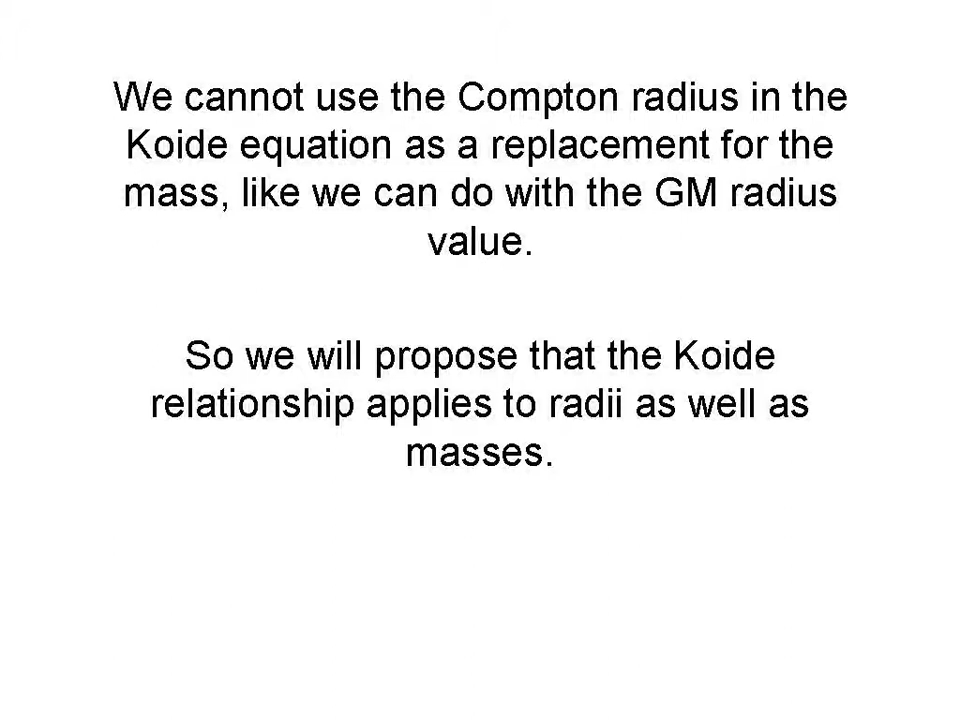 We cannot use the Compton radius in the
Koide equation as a replacement for the
mass, like we can do with the GM radius
value.
So we will propose that the Koide
relationship applies to radii as well as
masses.